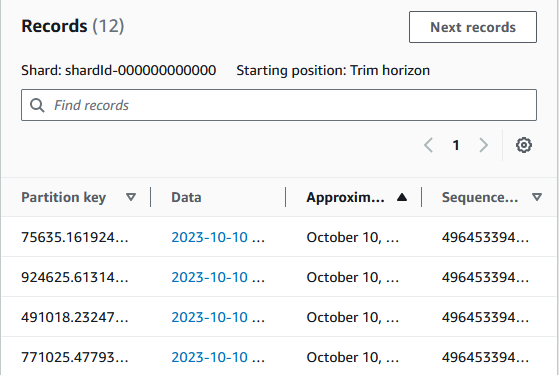 Records (12)
Next records
Shard: shardId-000000000000 Starting position: Trim horizon
Find records
1
Partition key Data Approxim... Sequence...
75635.161924... 2023-10-10 ... October 10, ... 496453394...
924625.61314... 2023-10-10 ... October 10, ... 496453394...
491018.23247... 2023-10-10 ... October 10, ... 496453394...
771025.47793... 2023-10-10 ... October 10, ... 496453394...